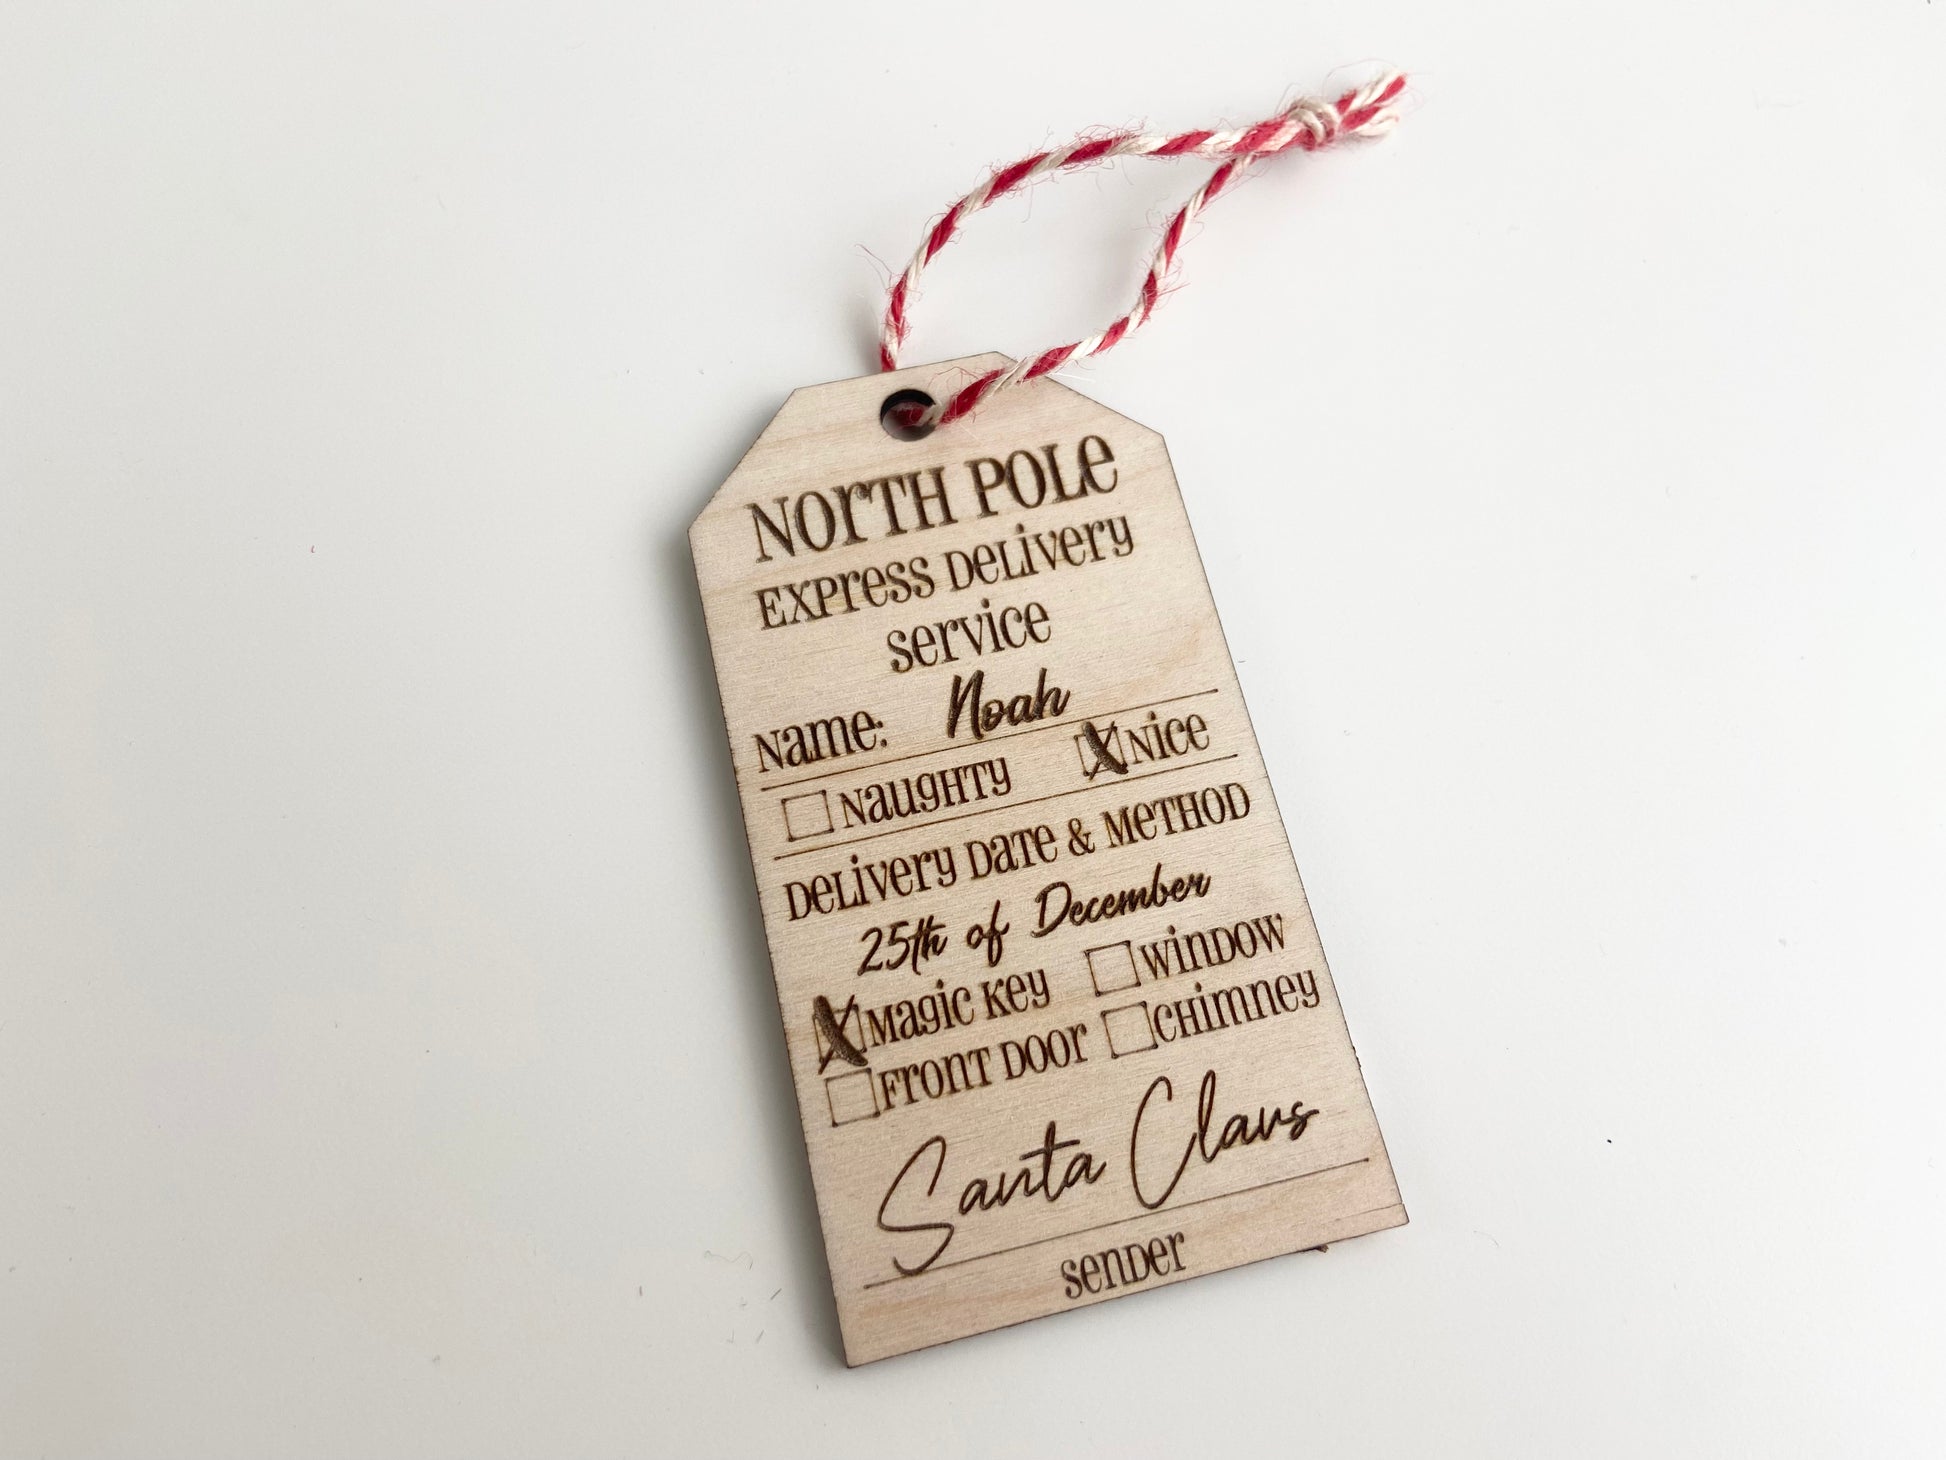 NOrTH POLe
EXPress DeLivery
service
Name: Noah
Naughty Nice
DeLivery Date & MeTHOD
25th of December
Magic Key Window
Front Door Chimney
Santa Claus
sender